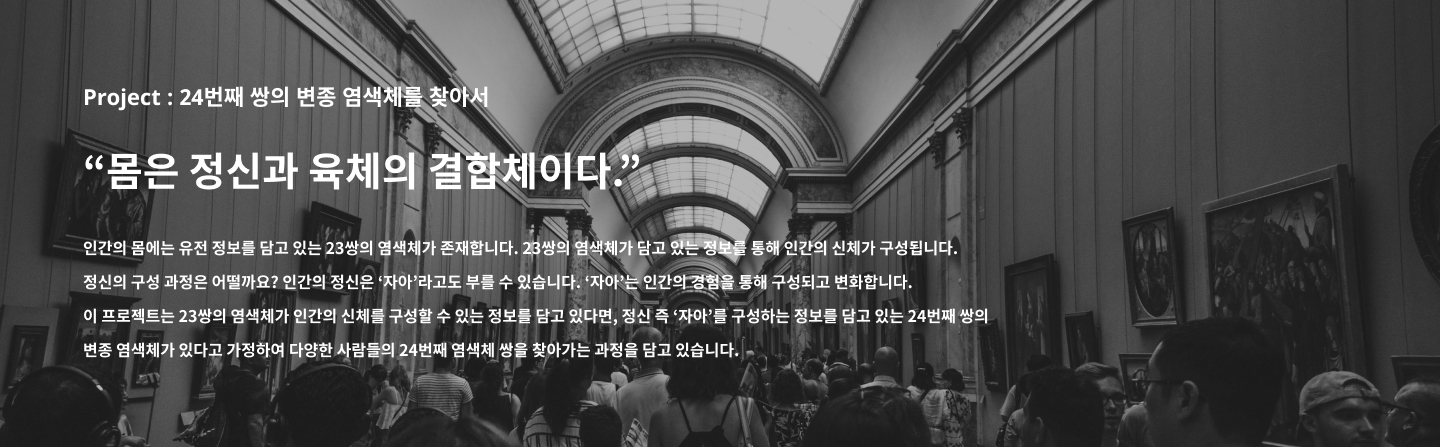 Project : 24번째 쌍의 변종 염색체를 찾아서
“몸은 정신과 육체의 결합체이다.”
인간의 몸에는 유전 정보를 담고 있는 23쌍의 염색체가 존재합니다. 23쌍의 염색체가 담고 있는 정보를 통해 인간의 신체가 구성됩니다.
정신의 구성 과정은 어떨까요? 인간의 정신은 ‘자아’라고도 부를 수 있습니다. ‘자아’는 인간의 경험을 통해 구성되고 변화합니다.
이 프로젝트는 23쌍의 염색체가 인간의 신체를 구성할 수 있는 정보를 담고 있다면, 정신 즉 ‘자아’를 구성하는 정보를 담고 있는 24번째 쌍의
변종 염색체가 있다고 가정하여 다양한 사람들의 24번째 염색체 쌍을 찾아가는 과정을 담고 있습니다.